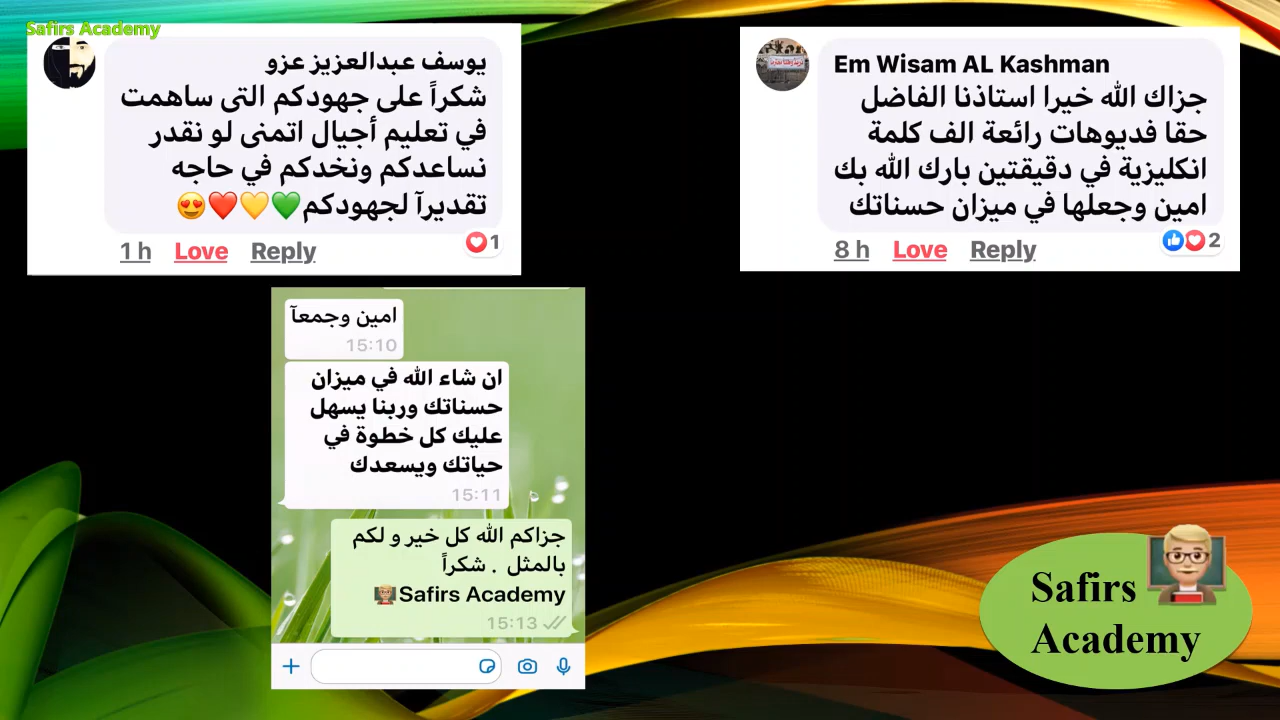 Safirs Academy
يوسف عبدالعزيز عزو
شكراً على جهودكم التى ساهمت
في تعليم أجيال اتمنى لو نقدر
نساعدكم ونخدكم في حاجه
تقديرآ لجهودكم💚💛❤️😍
1 h Love Reply
1
Em Wisam AL Kashman
جزاك الله خيرا استاذنا الفاضل
حقا فديوهات رائعة الف كلمة
انكليزية في دقيقتين بارك الله بك
امين وجعلها في ميزان حسناتك
8 h Love Reply
2
امين وجمعآ
15:10
ان شاء الله في ميزان
حسناتك وربنا يسهل
عليك كل خطوة في
حياتك ويسعدك
15:11
جزاكم الله كل خير و لكم
بالمثل . شكراً
Safirs Academy👨🏼‍🏫
15:13
Safirs
Academy